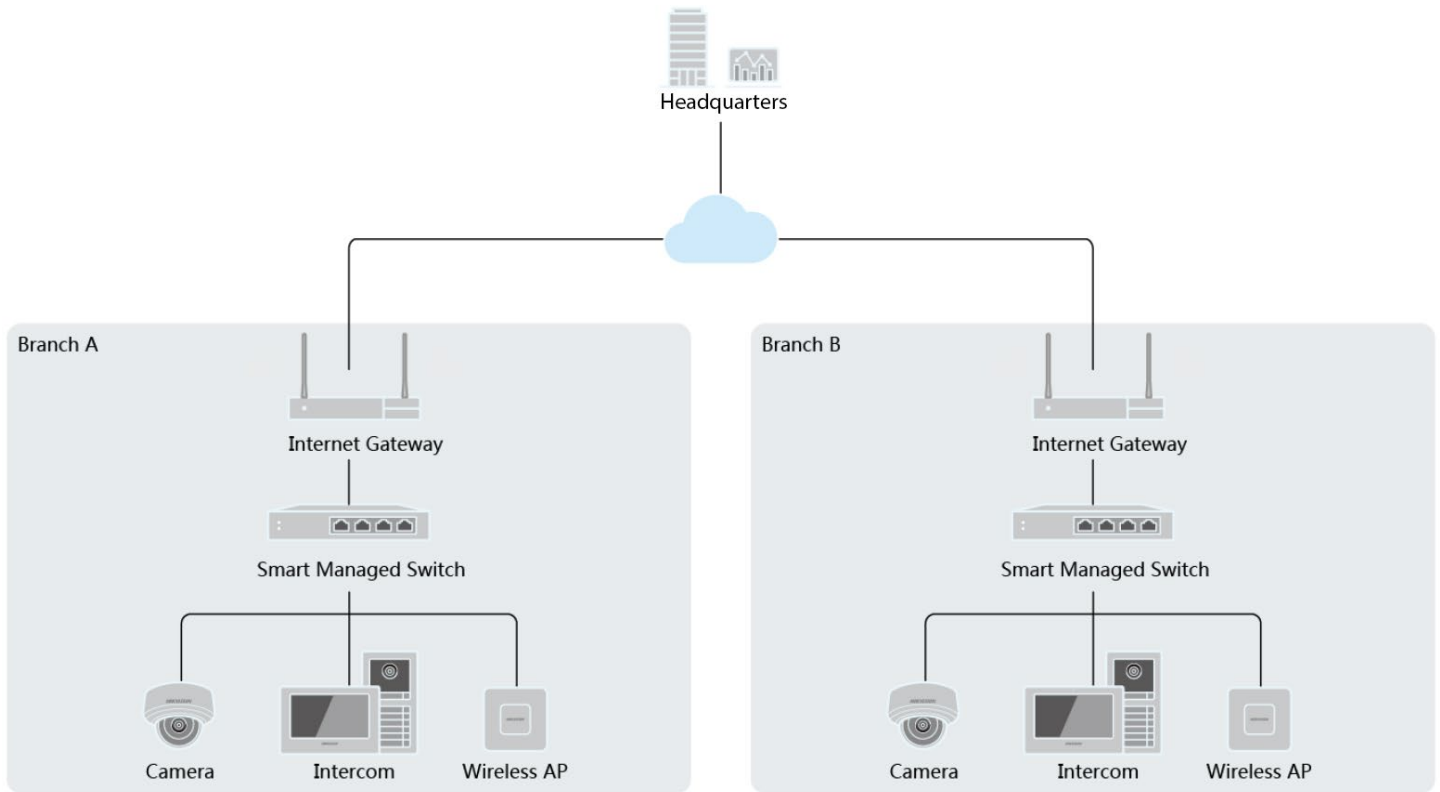 Headquarters
Branch A
Internet Gateway
Smart Managed Switch
Camera
Intercom
Wireless AP
Branch B
Internet Gateway
Smart Managed Switch
Camera
Intercom
Wireless AP